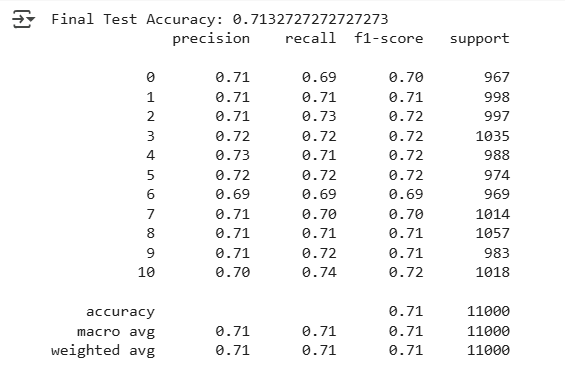 Final Test Accuracy: 0.7132727272727273
precision recall f1-score support
0 0.71 0.69 0.70 967
1 0.71 0.71 0.71 998
2 0.71 0.73 0.72 997
3 0.72 0.72 0.72 1035
4 0.73 0.71 0.72 988
5 0.72 0.72 0.72 974
6 0.69 0.69 0.69 969
7 0.71 0.70 0.70 1014
8 0.71 0.71 0.71 1057
9 0.71 0.72 0.71 983
10 0.70 0.74 0.72 1018
accuracy 0.71 11000
macro avg 0.71 0.71 0.71 11000
weighted avg 0.71 0.71 0.71 11000